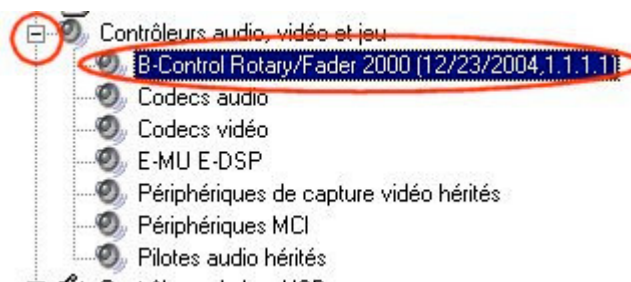 Contrôleurs audio, vidéo et jeu
B-Control Rotary/Fader 2000 (12/23/2004,1.1.1.1)
Codecs audio
Codecs vidéo
E-MU E-DSP
Périphériques de capture vidéo hérités
Périphériques MCI
Pilotes audio hérités